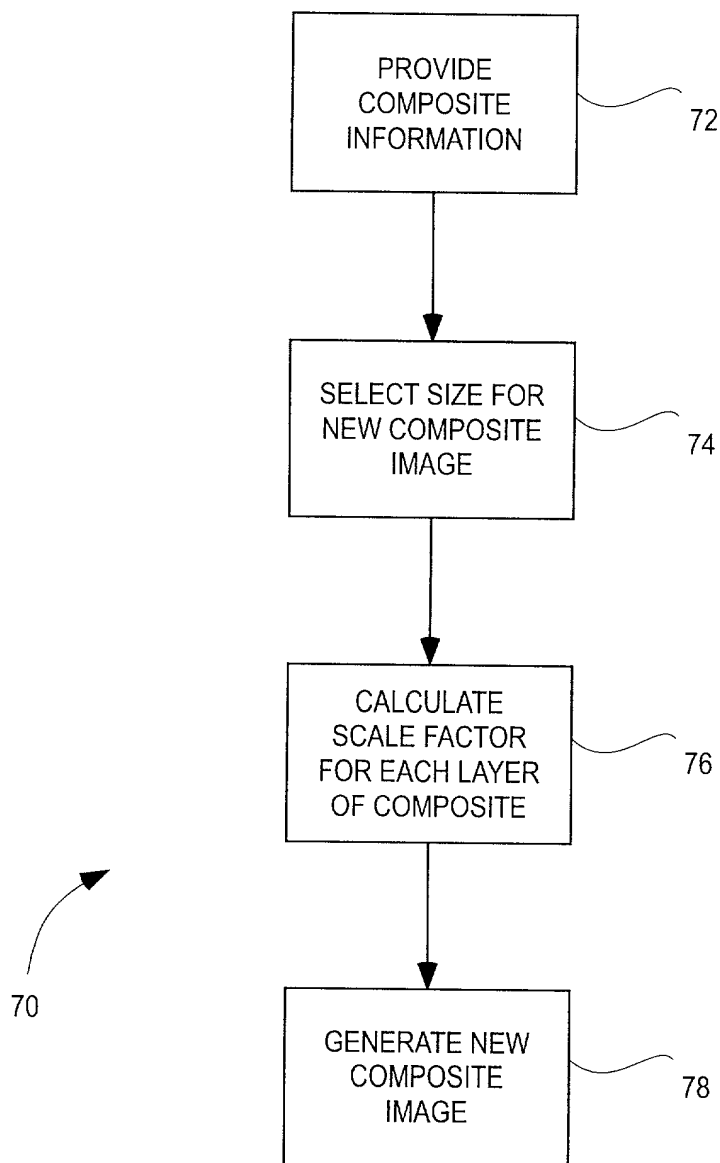 PROVIDE
COMPOSITE
INFORMATION
72
SELECT SIZE FOR
NEW COMPOSITE
IMAGE
74
CALCULATE
SCALE FACTOR
FOR EACH LAYER
OF COMPOSITE
76
70
GENERATE NEW
COMPOSITE
IMAGE
78